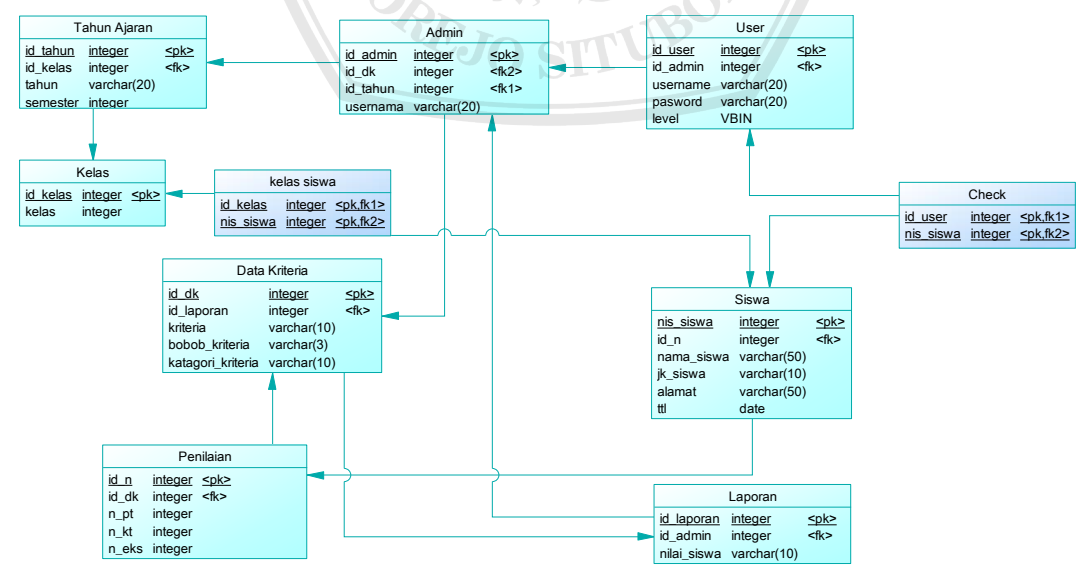 OREJO SITUBO
Tahun Ajaran
id_tahun integer <pk>
id_kelas integer <fk>
tahun varchar(20)
semester integer
Admin
id_admin integer <pk>
id_dk integer <fk2>
id_tahun integer <fk1>
usernama varchar(20)
User
id_user integer <pk>
id_admin integer <fk>
username varchar(20)
pasword varchar(20)
level VBIN
Kelas
id_kelas integer <pk>
kelas integer
kelas siswa
id_kelas integer <pk,fk1>
nis_siswa integer <pk,fk2>
Check
id_user integer <pk,fk1>
nis_siswa integer <pk,fk2>
Data Kriteria
id_dk integer <pk>
id_laporan integer <fk>
kriteria varchar(10)
bobob_kriteria varchar(3)
katagori_kriteria varchar(10)
Siswa
nis_siswa integer <pk>
id_n integer <fk>
nama_siswa varchar(50)
jk_siswa varchar(10)
alamat varchar(50)
ttl date
Penilaian
id_n integer <pk>
id_dk integer <fk>
n_pt integer
n_kt integer
n_eks integer
Laporan
id_laporan integer <pk>
id_admin integer <fk>
nilai_siswa varchar(10)